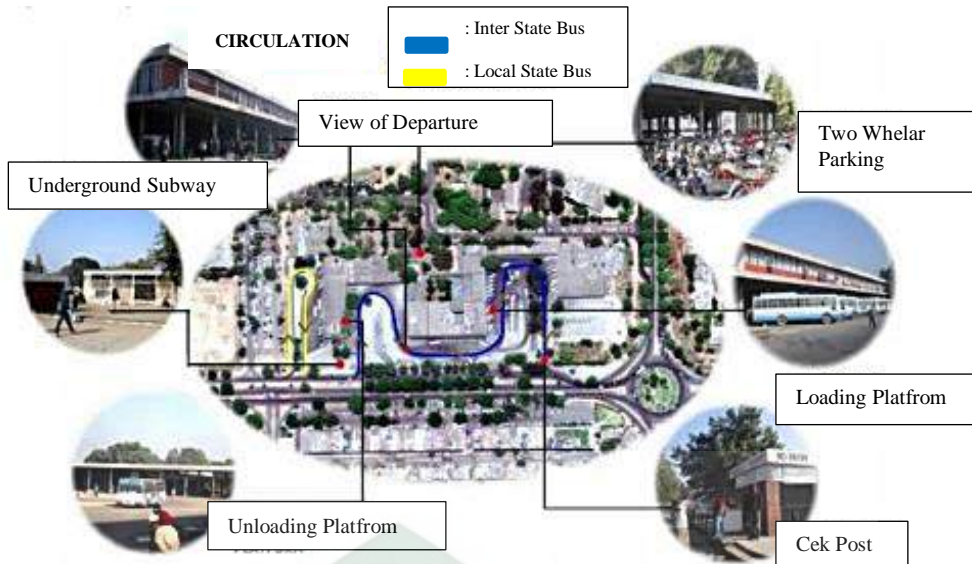 CIRCULATION
: Inter State Bus
: Local State Bus
View of Departure
Two Whelar
Parking
Underground Subway
Loading Platfrom
Unloading Platfrom
Cek Post